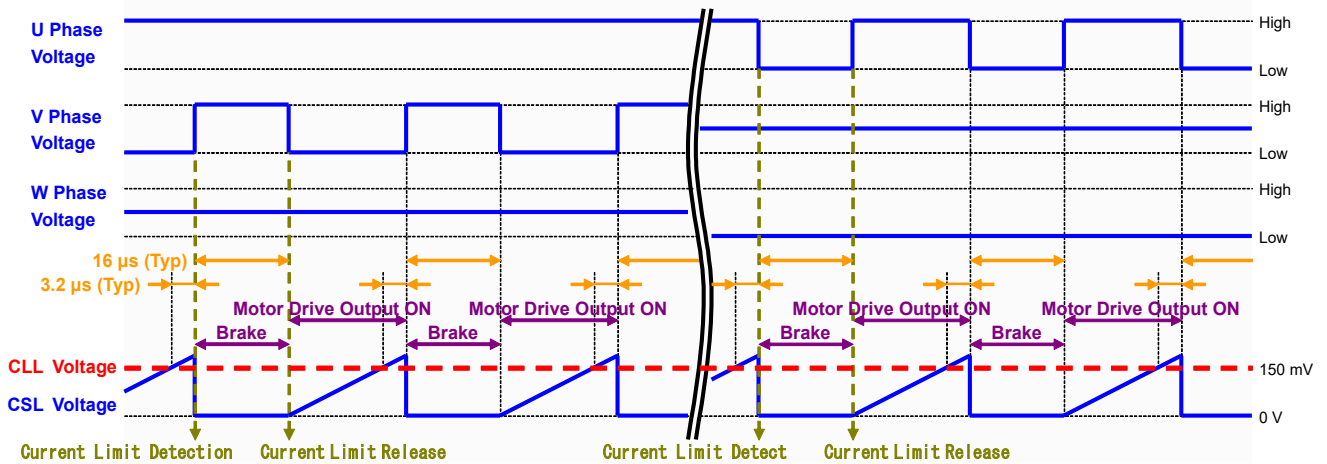 U Phase
Voltage
High
Low
V Phase
Voltage
High
Low
W Phase
Voltage
High
Low
16 µs (Typ)
3.2 µs (Typ)
Motor Drive Output ON
Motor Drive Output ON
Motor Drive Output ON
Motor Drive Output ON
Brake
Brake
Brake
Brake
CLL Voltage
150 mV
CSL Voltage
0 V
Current Limit Detection
Current Limit Release
Current Limit Detect
Current Limit Release